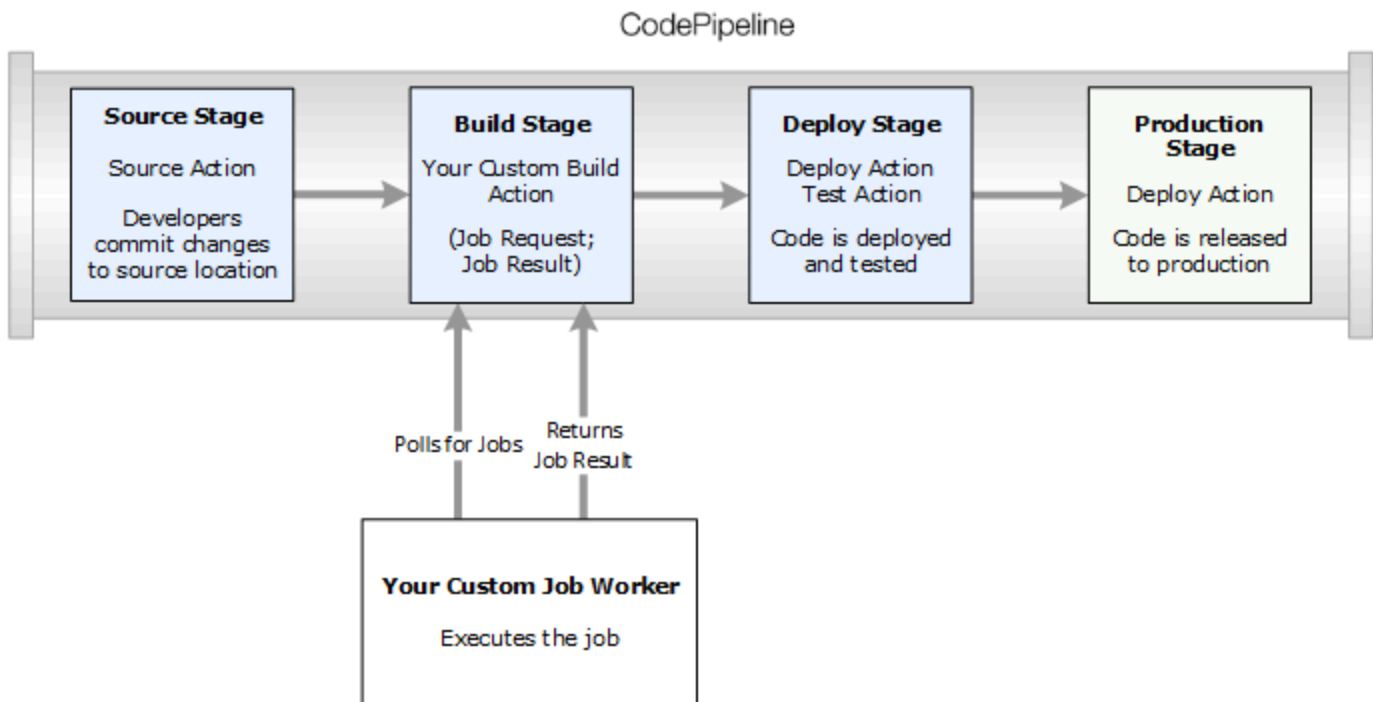 CodePipeline
Source Stage
Source Action
Developers
commit changes
to source location
Build Stage
Your Custom Build
Action
(Job Request;
Job Result)
Deploy Stage
Deploy Action
Test Action
Code is deployed
and tested
Production
Stage
Deploy Action
Code is released
to production
Polls for Jobs
Returns
Job Result
Your Custom Job Worker
Executes the job